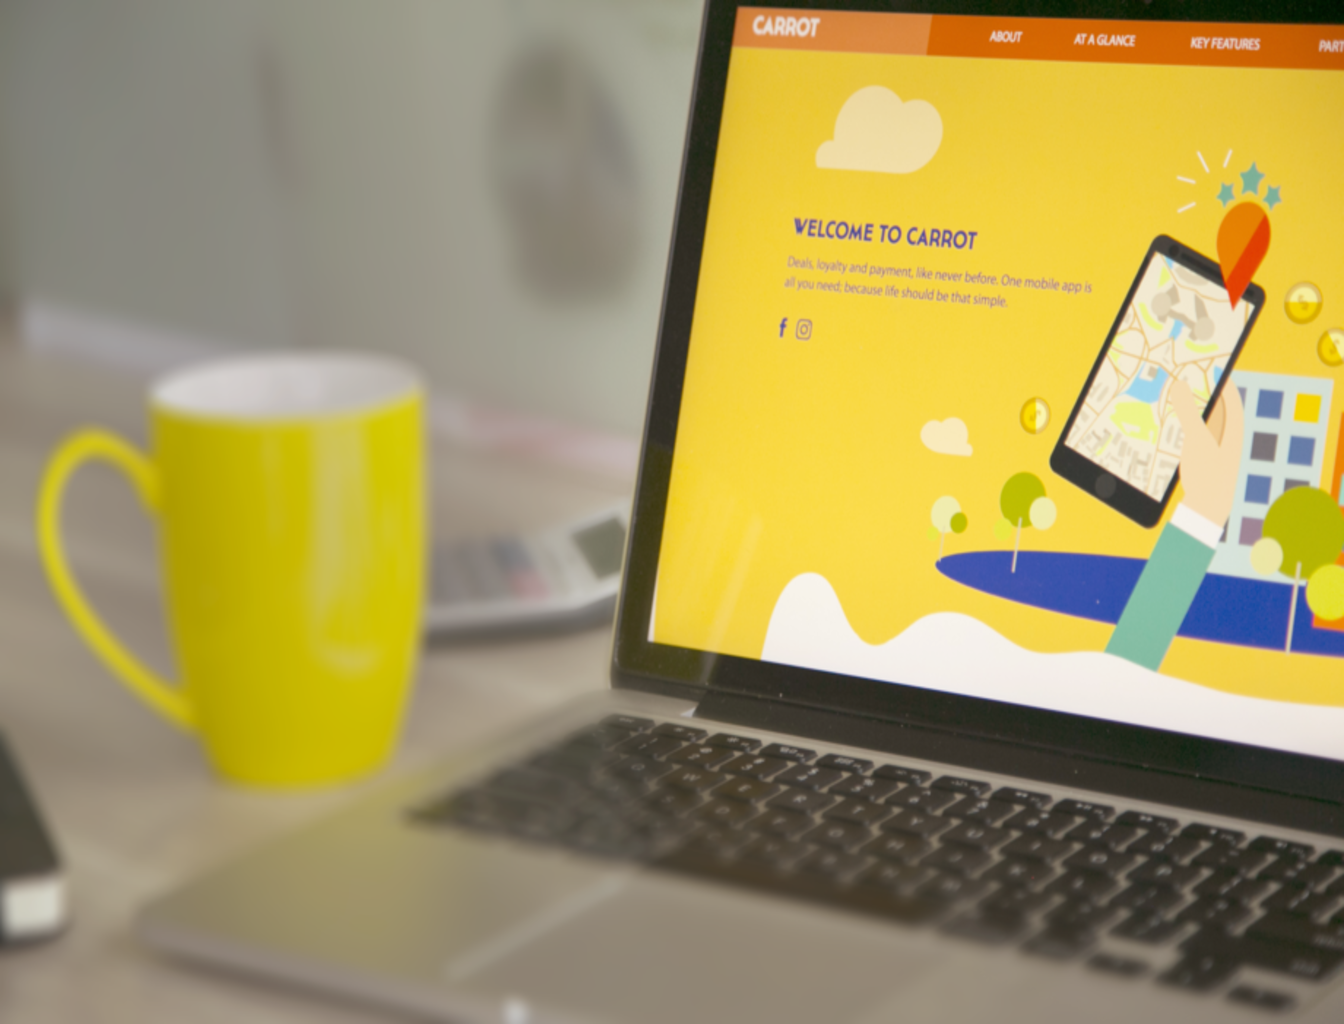 CARROT
ABOUT
AT A GLANCE
KEY FEATURES
WELCOME TO CARROT
Deals, loyalty and payment, like never before. One mobile app is
all you need; because life should be that simple.
f